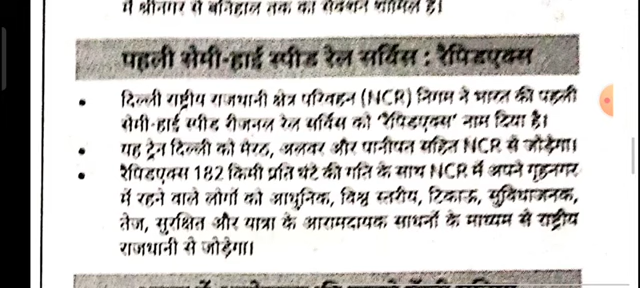 में श्रीनगर से बनिहाल तक का सेक्शन शामिल है।
पहली सेमी-हाई स्पीड रेल सर्विस : रैपिडएक्स
• दिल्ली राष्ट्रीय राजधानी क्षेत्र परिवहन (NCR) निगम ने भारत की पहली
सेमी-हाई स्पीड रीजनल रेल सर्विस को 'रैपिडएक्स' नाम दिया है।
• यह ट्रेन दिल्ली को मेरठ, अलवर और पानीपत सहित NCR से जोड़ेगा।
• रैपिडएक्स 182 किमी प्रति घंटे की गति के साथ NCR में अपने गृहनगर
में रहने वाले लोगों को आधुनिक, विश्व स्तरीय, टिकाऊ, सुविधाजनक,
तेज, सुरक्षित और यात्रा के आरामदायक साधनों के माध्यम से राष्ट्रीय
राजधानी से जोड़ेगा।